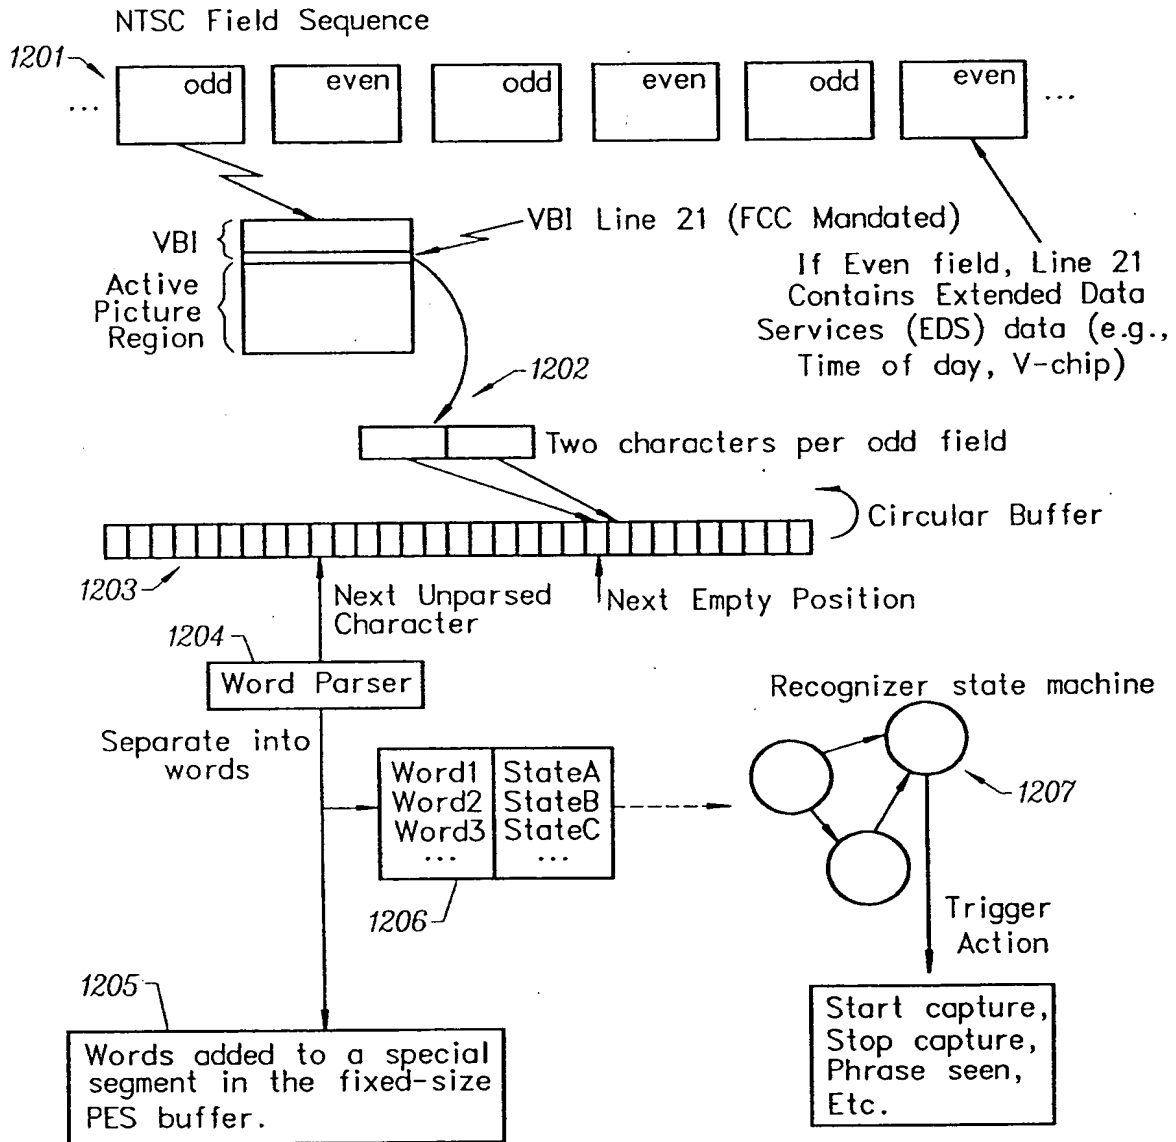 NTSC Field Sequence
1201
... odd even odd even odd even ...
VBI
VBI Line 21 (FCC Mandated)
Active
Picture
Region
If Even field, Line 21
Contains Extended Data
Services (EDS) data (e.g.,
Time of day, V-chip)
1202
Two characters per odd field
Circular Buffer
1203
Next Unparsed
Character
Next Empty Position
1204
Word Parser
Separate into
words
Word1 StateA
Word2 StateB
Word3 StateC
... ...
1206
Recognizer state machine
1207
Trigger
Action
1205
Words added to a special
segment in the fixed-size
PES buffer.
Start capture,
Stop capture,
Phrase seen,
Etc.